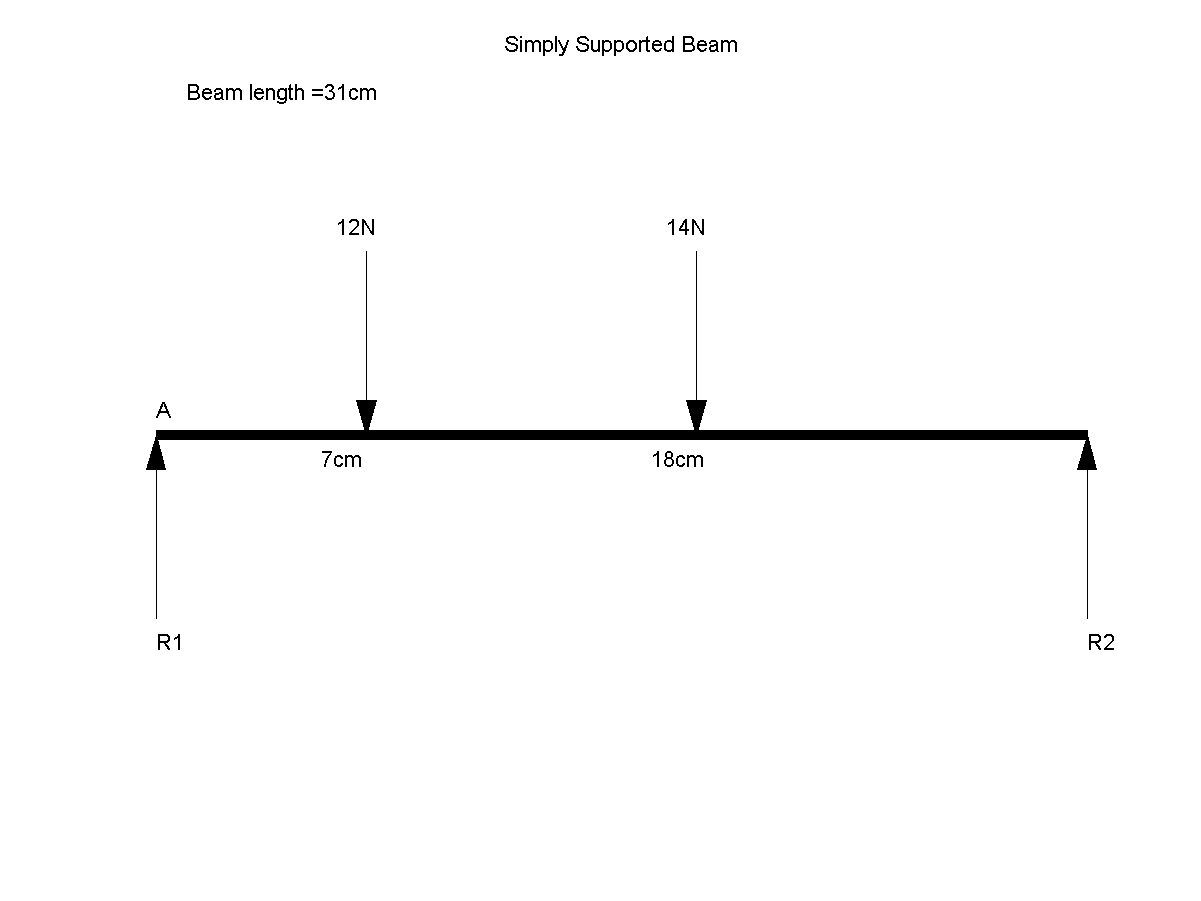 Simply Supported Beam
Beam length =31cm
12N
14N
A
7cm
18cm
R1
R2